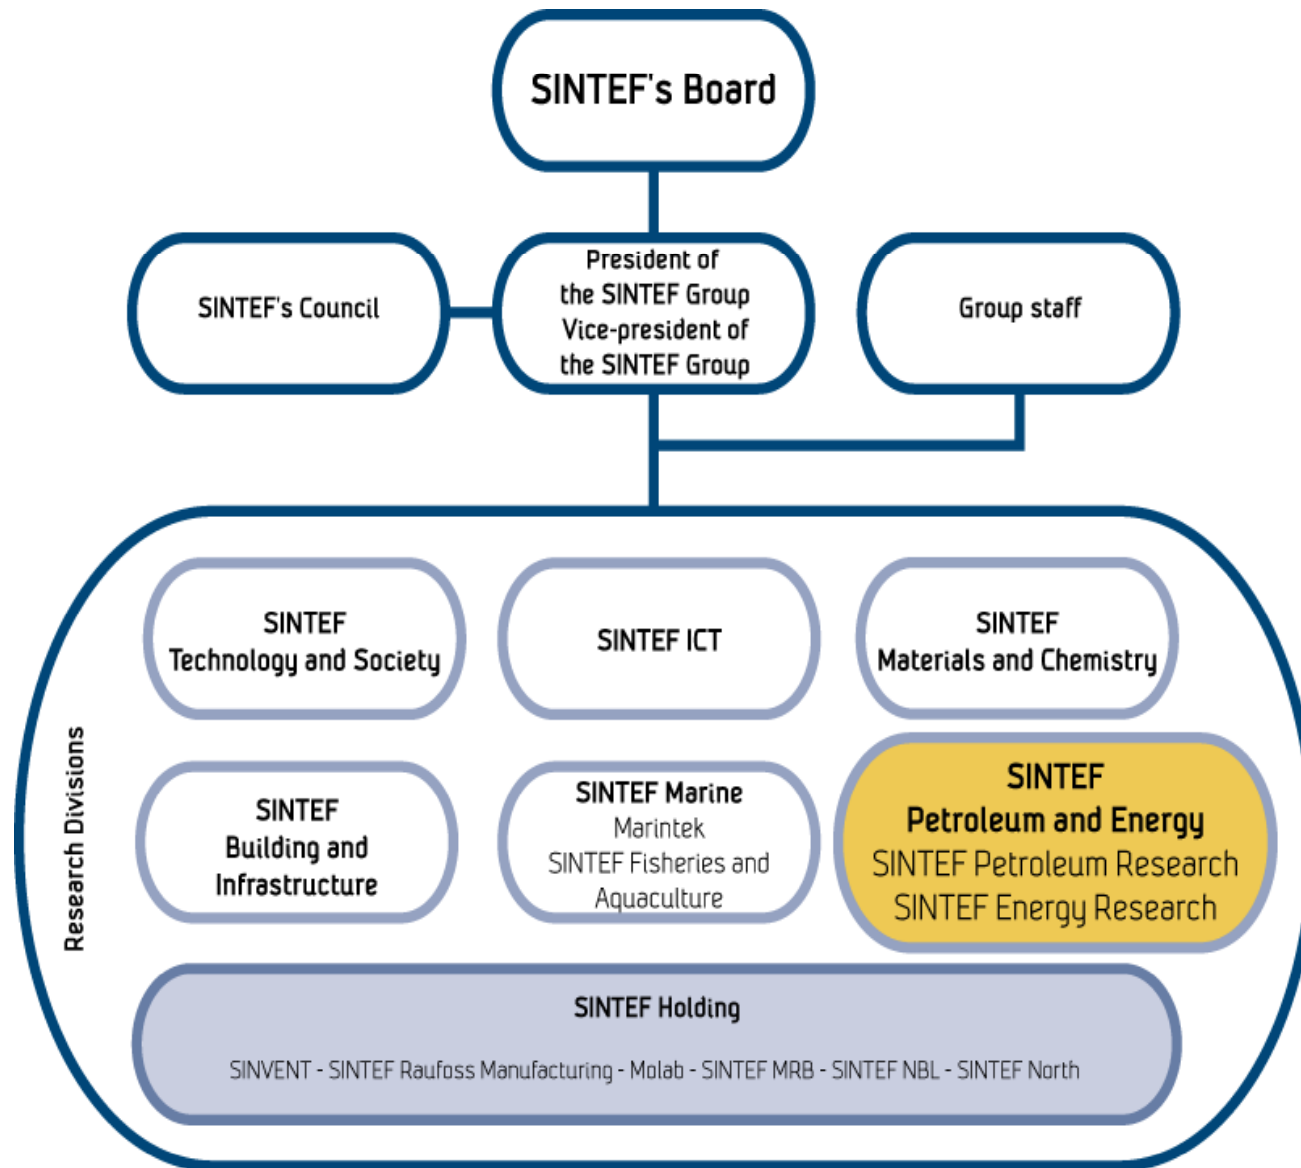 SINTEF's Board
SINTEF's Council
President of
the SINTEF Group
Vice-president of
the SINTEF Group
Group staff
Research Divisions
SINTEF
Technology and Society
SINTEF ICT
SINTEF
Materials and Chemistry
SINTEF
Building and
Infrastructure
SINTEF Marine
Marintek
SINTEF Fisheries and
Aquaculture
SINTEF
Petroleum and Energy
SINTEF Petroleum Research
SINTEF Energy Research
SINTEF Holding
SINVENT - SINTEF Raufoss Manufacturing - Molab - SINTEF MRB - SINTEF NBL - SINTEF North